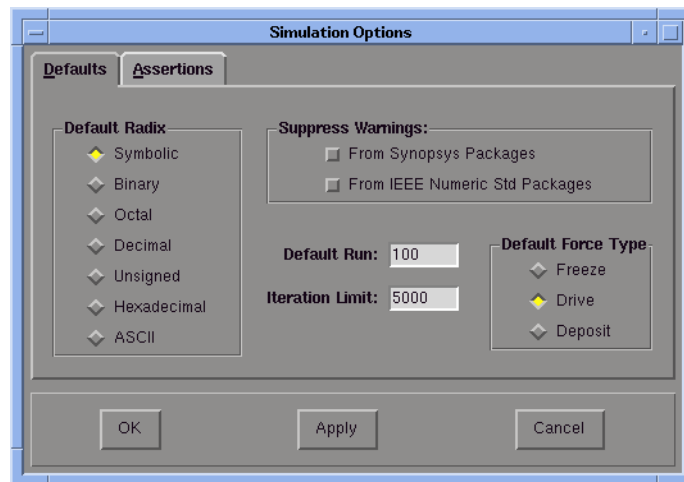 Simulation Options
Defaults
Assertions
Default Radix
Symbolic
Binary
Octal
Decimal
Unsigned
Hexadecimal
ASCII
Suppress Warnings:
From Synopsys Packages
From IEEE Numeric Std Packages
Default Run: 100
Iteration Limit: 5000
Default Force Type
Freeze
Drive
Deposit
OK
Apply
Cancel